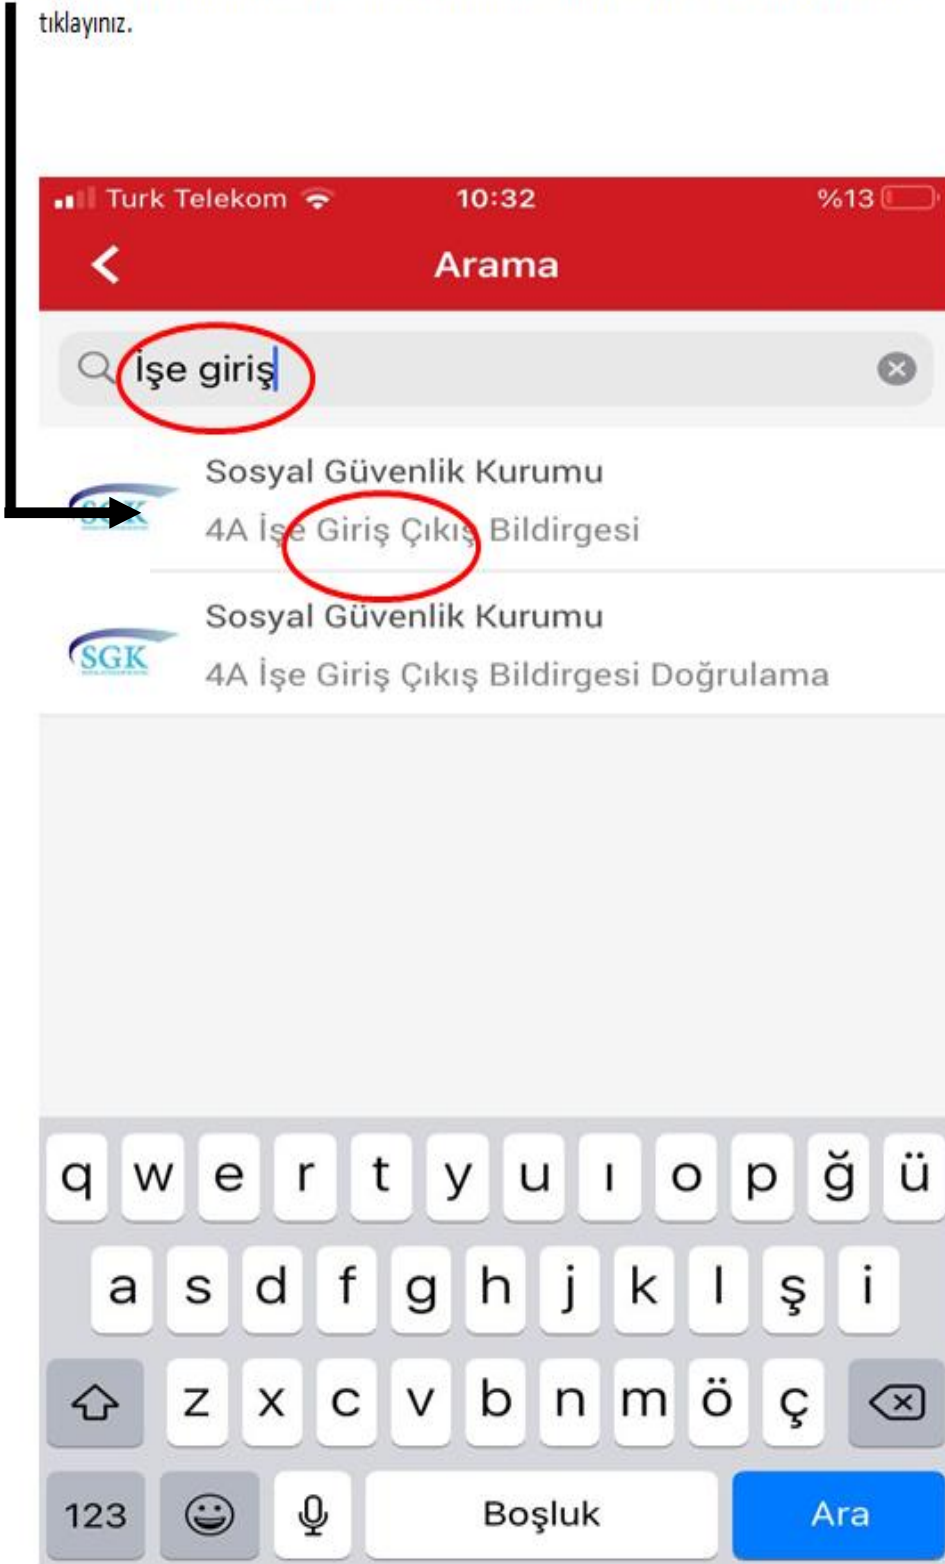 tıklayınız.
Turk Telekom 10:32 %13
Arama
İşe giriş
Sosyal Güvenlik Kurumu
SGK
4A İşe Giriş Çıkış Bildirgesi
Sosyal Güvenlik Kurumu
SGK
4A İşe Giriş Çıkış Bildirgesi Doğrulama
q w e r t y u ı o p ğ ü
a s d f g h j k l ş i
z x c v b n m ö ç
123 Boşluk Ara